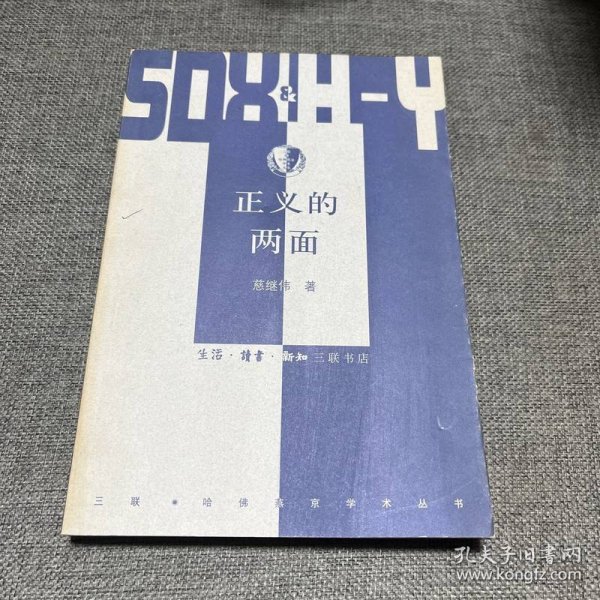 SDX&H-Y
正义的
两面
慈继伟 著
生活·讀書·新知三联书店
三联·哈佛燕京学术丛书
孔夫子旧书网
www.kongfz.com